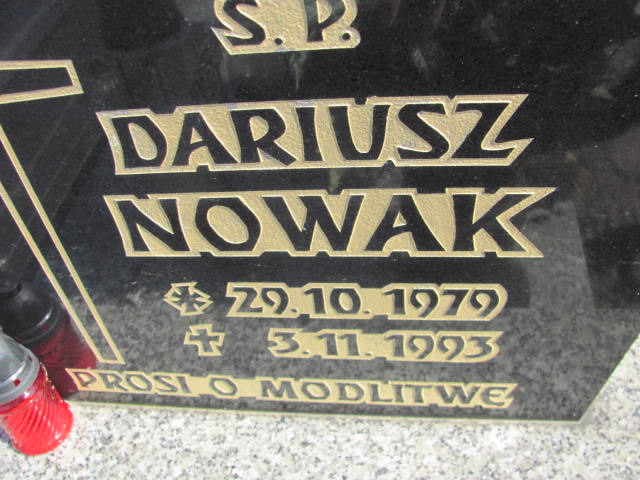 S. P.
DARIUSZ
NOWAK
29.10.1979
3.11.1993
PROSI O MODLITWE